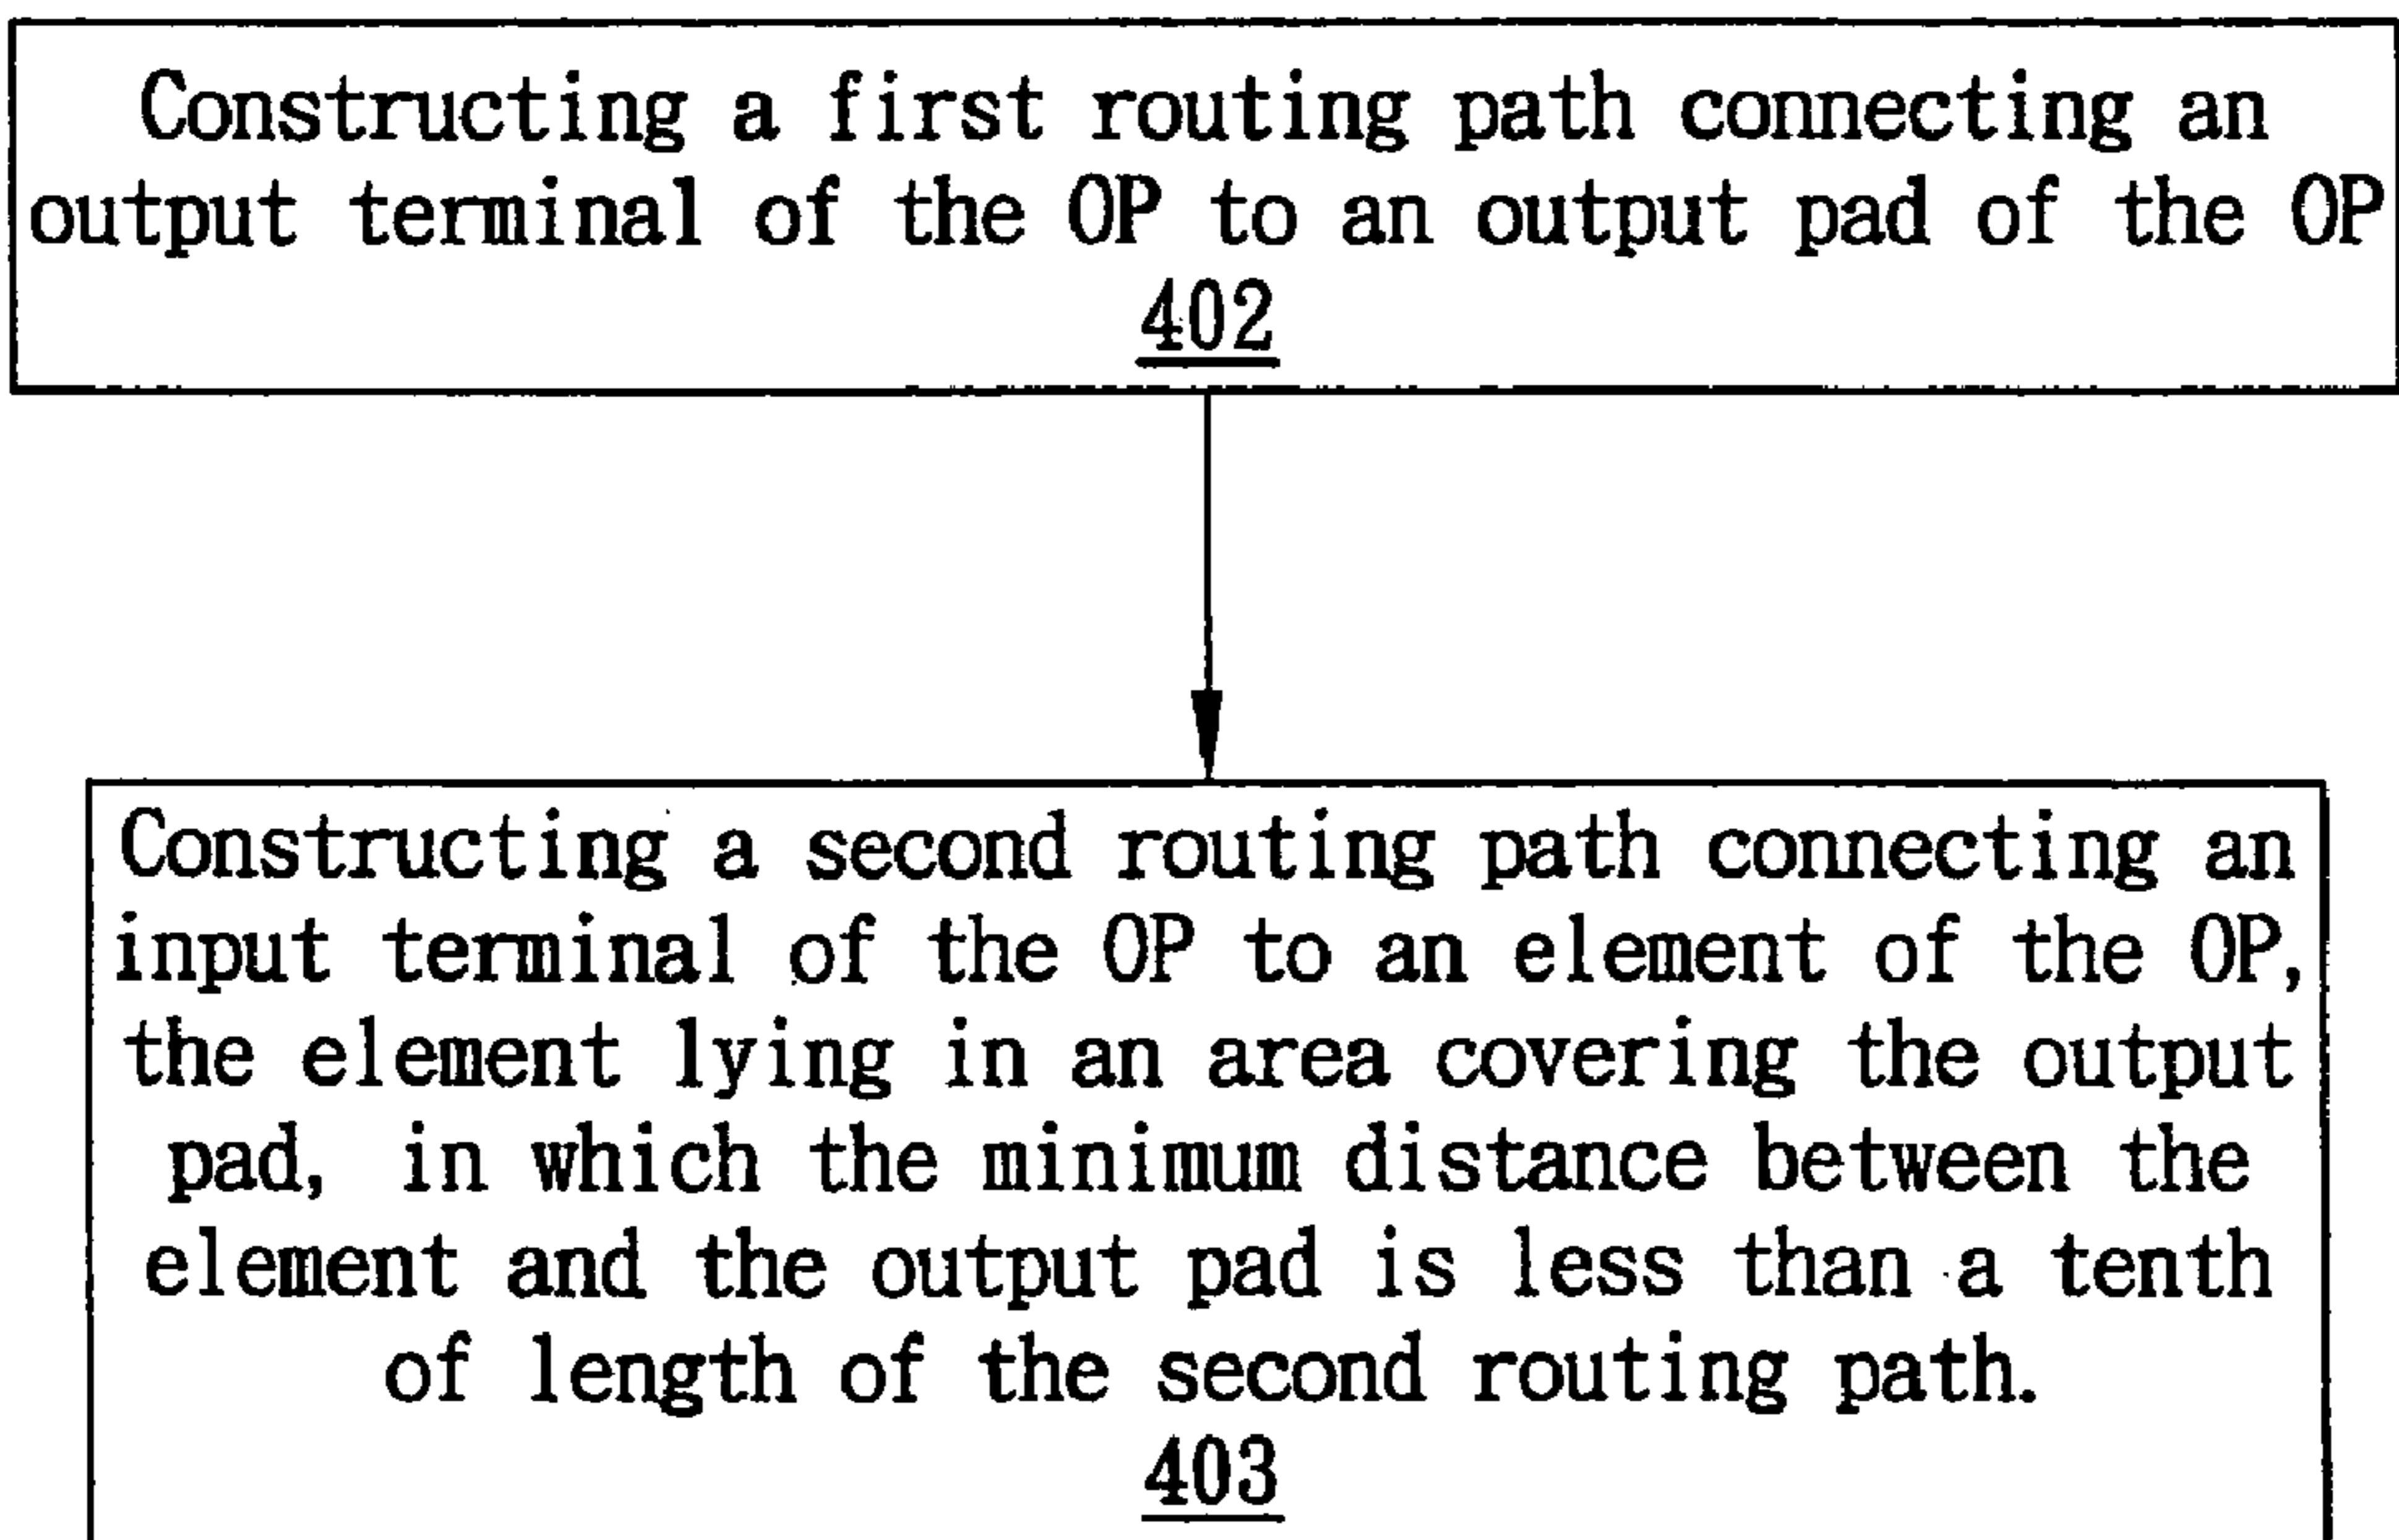 Constructing a first routing path connecting an
output terminal of the OP to an output pad of the OP
402
Constructing a second routing path connecting an
input terminal of the OP to an element of the OP,
the element lying in an area covering the output
pad, in which the minimum distance between the
element and the output pad is less than a tenth
of length of the second routing path.
403